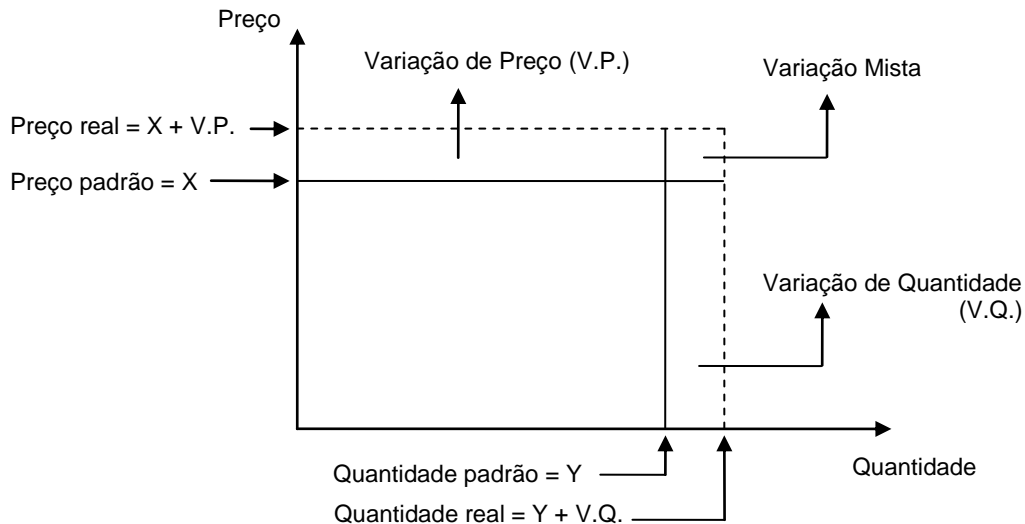 Preço
Variação de Preço (V.P.)
Variação Mista
Preço real = X + V.P.
Preço padrão = X
Variação de Quantidade
(V.Q.)
Quantidade padrão = Y
Quantidade
Quantidade real = Y + V.Q.